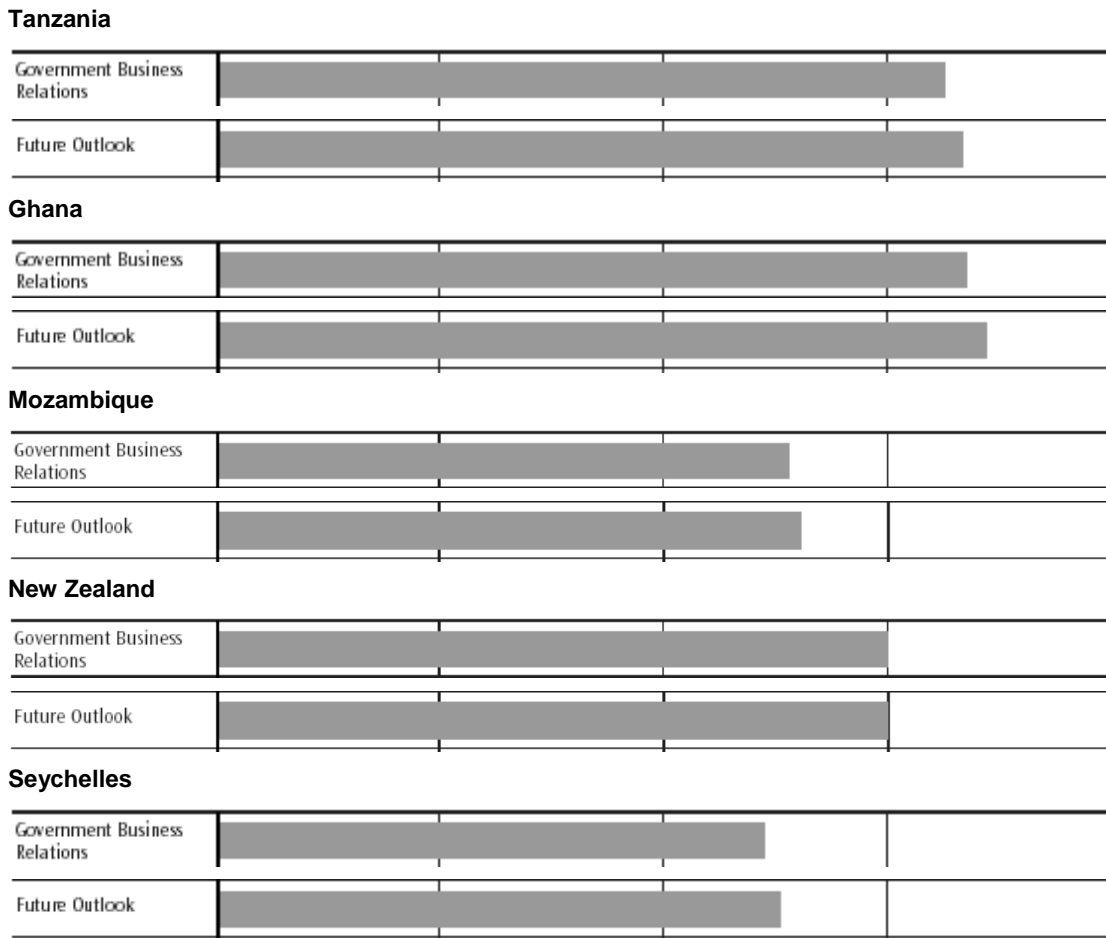 Tanzania
Government Business
Relations
Future Outlook
Ghana
Government Business
Relations
Future Outlook
Mozambique
Government Business
Relations
Future Outlook
New Zealand
Government Business
Relations
Future Outlook
Seychelles
Government Business
Relations
Future Outlook